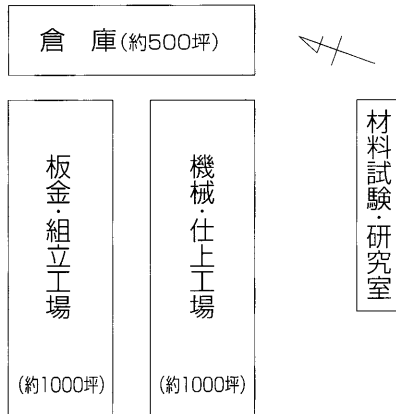 倉 庫(約500坪)
板金・組立工場
(約1000坪)
機械・仕上工場
(約1000坪)
材料試験・研究室